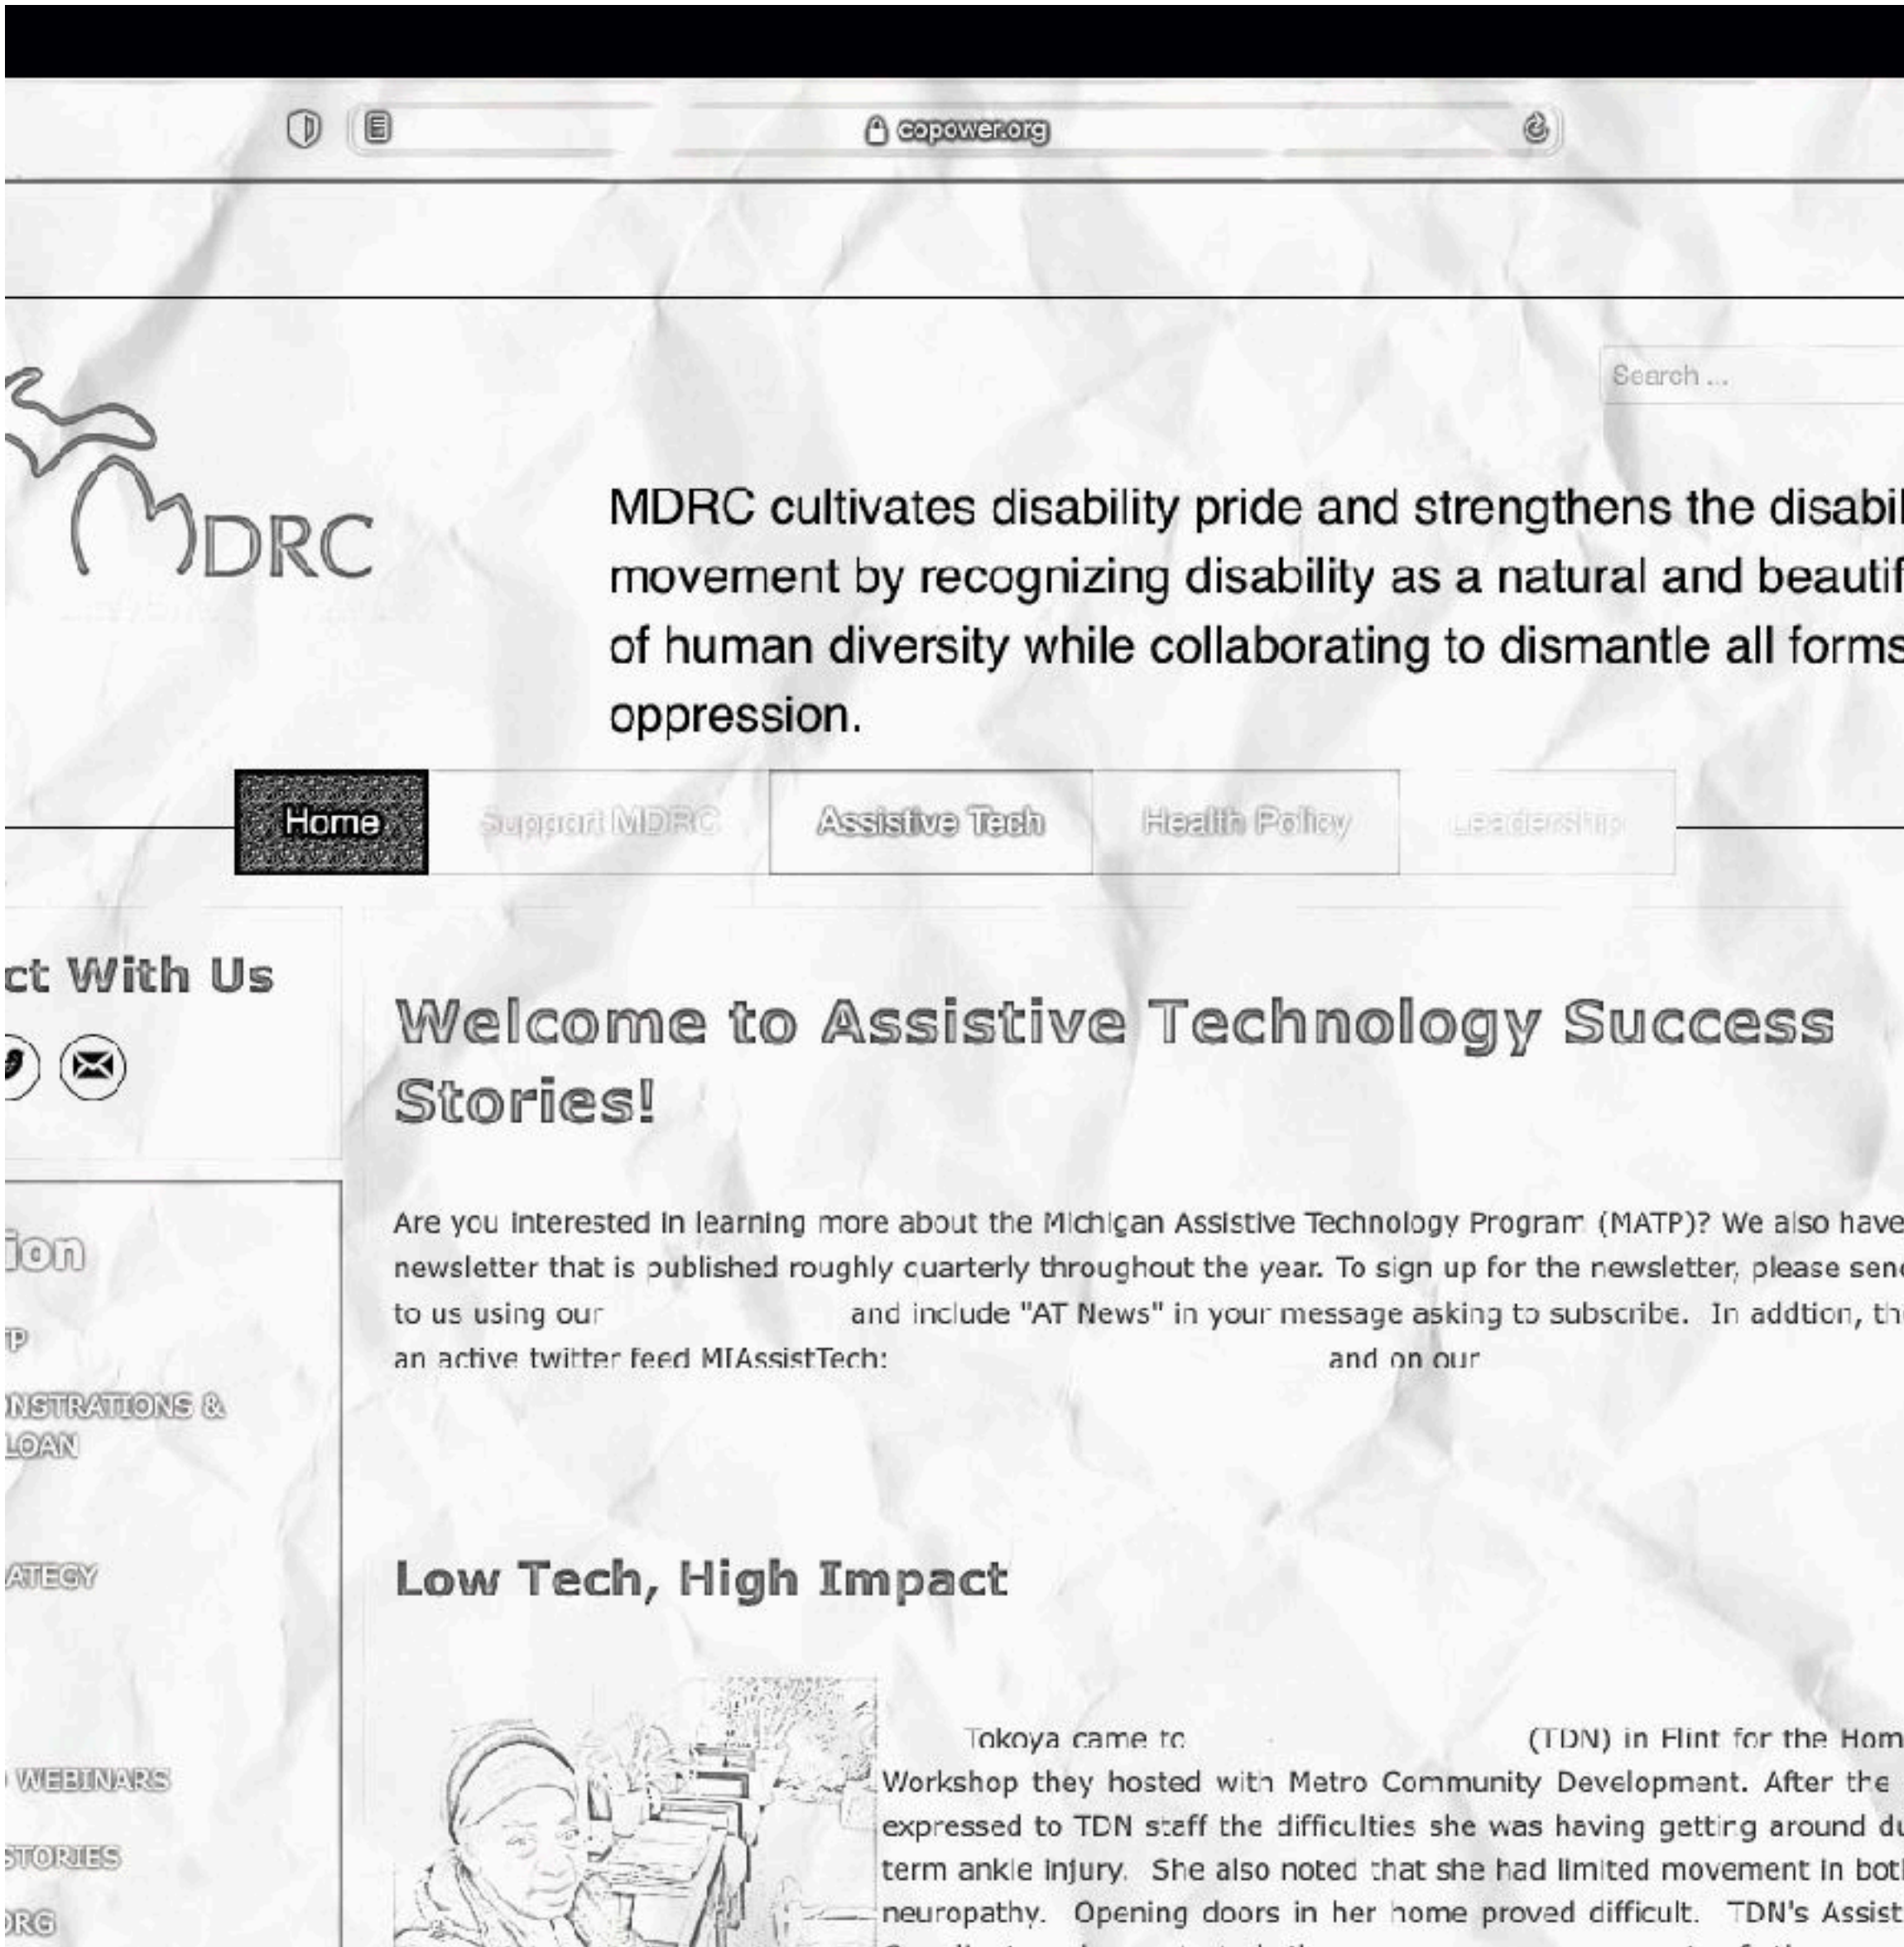 copower.org
Search ...
MDRC
MDRC cultivates disability pride and strengthens the disabil
movement by recognizing disability as a natural and beautif
of human diversity while collaborating to dismantle all forms
oppression.
Home Support MDRC Assistive Tech Health Policy Leadership
ct With Us
Welcome to Assistive Technology Success
Stories!
Are you interested in learning more about the Michigan Assistive Technology Program (MATP)? We also have
newsletter that is published roughly quarterly throughout the year. To sign up for the newsletter, please send
to us using our and include "AT News" in your message asking to subscribe. In addtion, th
an active twitter feed MIAssistTech: and on our
ion
TP
NSTRATIONS &
LOAN
ATEGY
WEBINARS
STORIES
ORG
Low Tech, High Impact
Tokoya came to (TDN) in Flint for the Hom
Workshop they hosted with Metro Community Development. After the
expressed to TDN staff the difficulties she was having getting around du
term ankle injury. She also noted that she had limited movement in bot
neuropathy. Opening doors in her home proved difficult. TDN's Assist